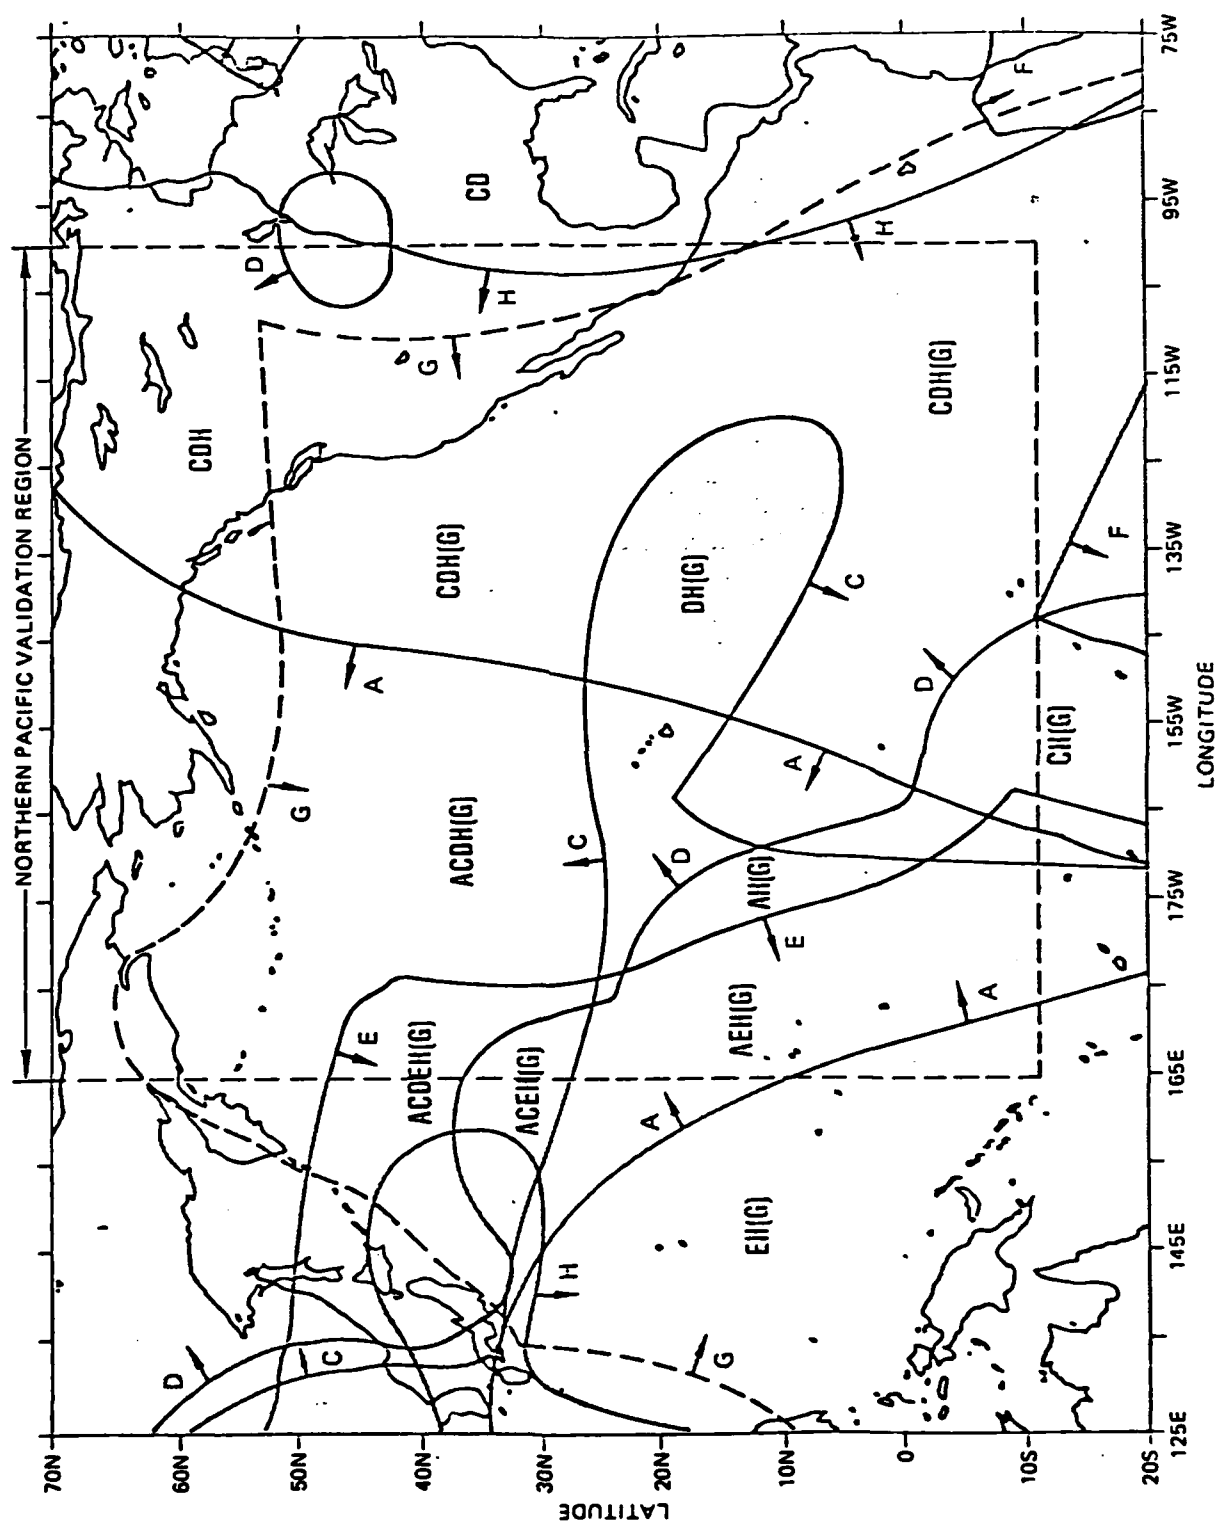 NORTHERN PACIFIC VALIDATION REGION
70N
D
60N
CDH
D
50N
G
C
E
A
40N
ACDEH(G)
G
CDH(G)
ACDH(G)
CD
H
ACEH(G)
30N
H
C
LATITUDE
A
20N
D
DH(G)
G
AEH(G)
EH(G)
AH(G)
10N
E
A
C
H
0
D
CDH(G)
A
F
10S
CH(G)
F
20S
125E 145E 165E 175W 155W 135W 115W 95W 75W
LONGITUDE